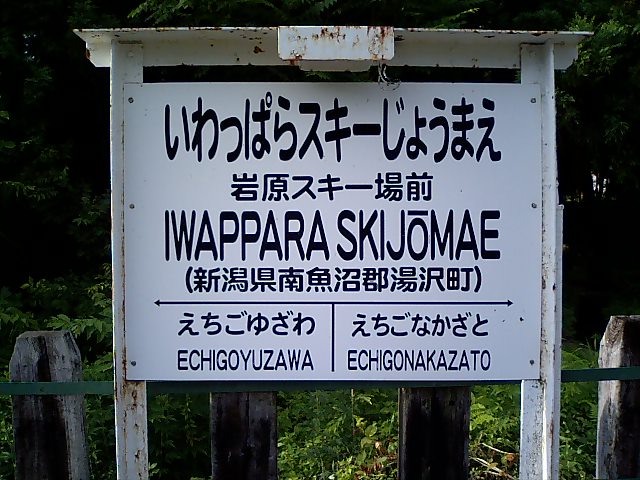 いわっぱらスキーじょうまえ
岩原スキー場前
IWAPPARA SKIJŌMAE
(新潟県南魚沼郡湯沢町)
えちごゆざわ えちごなかざと
ECHIGOYUZAWA ECHIGONAKAZATO